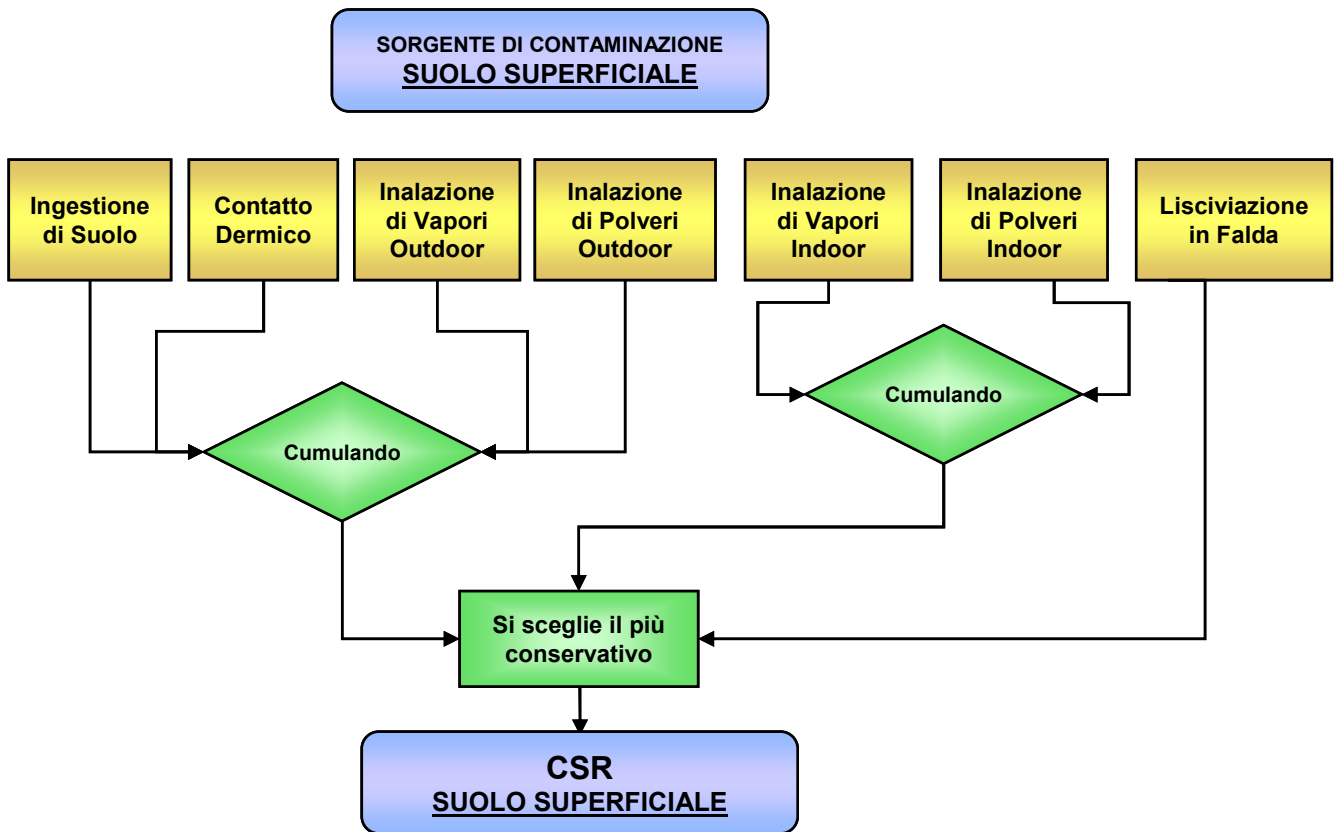 SORGENTE DI CONTAMINAZIONE
SUOLO SUPERFICIALE
Ingestione
di Suolo
Contatto
Dermico
Inalazione
di Vapori
Outdoor
Inalazione
di Polveri
Outdoor
Inalazione
di Vapori
Indoor
Inalazione
di Polveri
Indoor
Lisciviazione
in Falda
Cumulando
Cumulando
Si sceglie il più
conservativo
CSR
SUOLO SUPERFICIALE